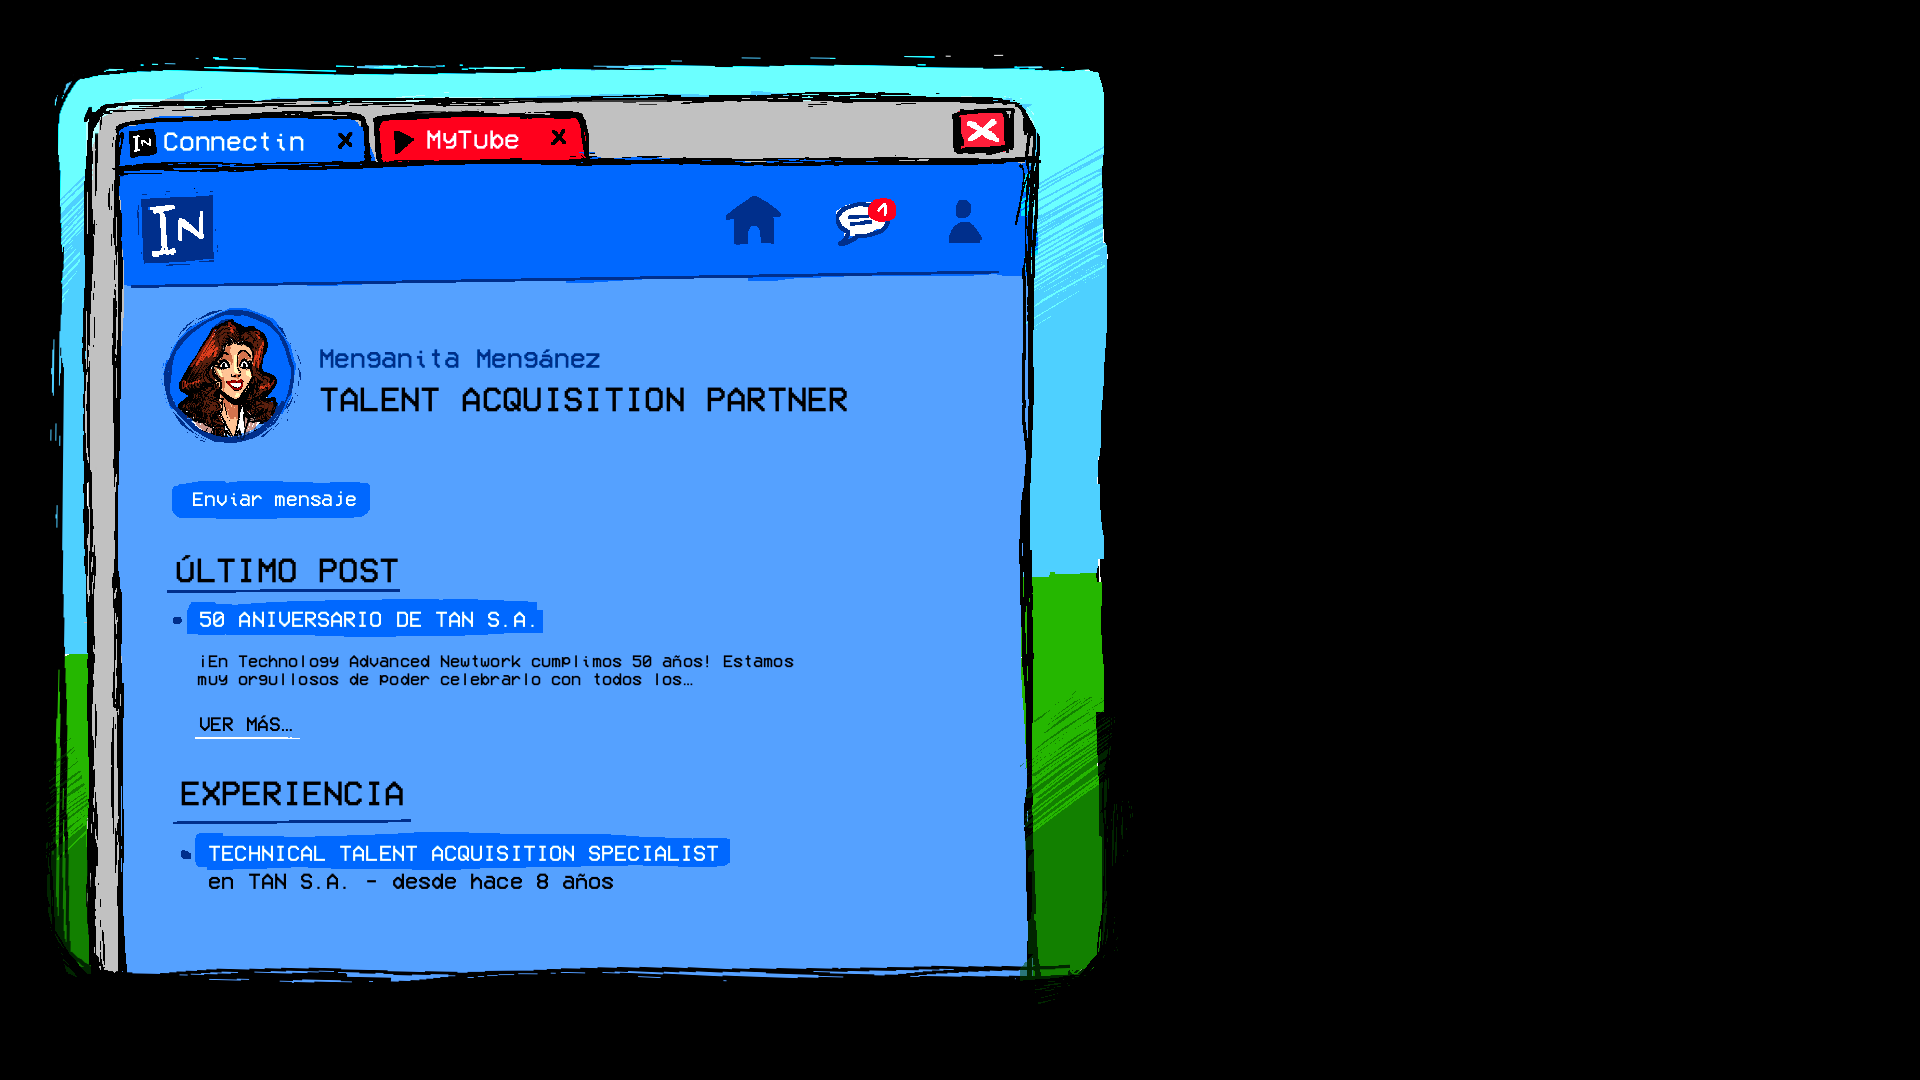 IN Connectin x MyTube x
IN
1
Menganita Mengánez
TALENT ACQUISITION PARTNER
Enviar mensaje
ÚLTIMO POST
50 ANIVERSARIO DE TAN S.A.
¡En Technology Advanced Newtwork cumplimos 50 años! Estamos
muy orgullosos de poder celebrarlo con todos los…
VER MÁS…
EXPERIENCIA
TECHNICAL TALENT ACQUISITION SPECIALIST
en TAN S.A. - desde hace 8 años